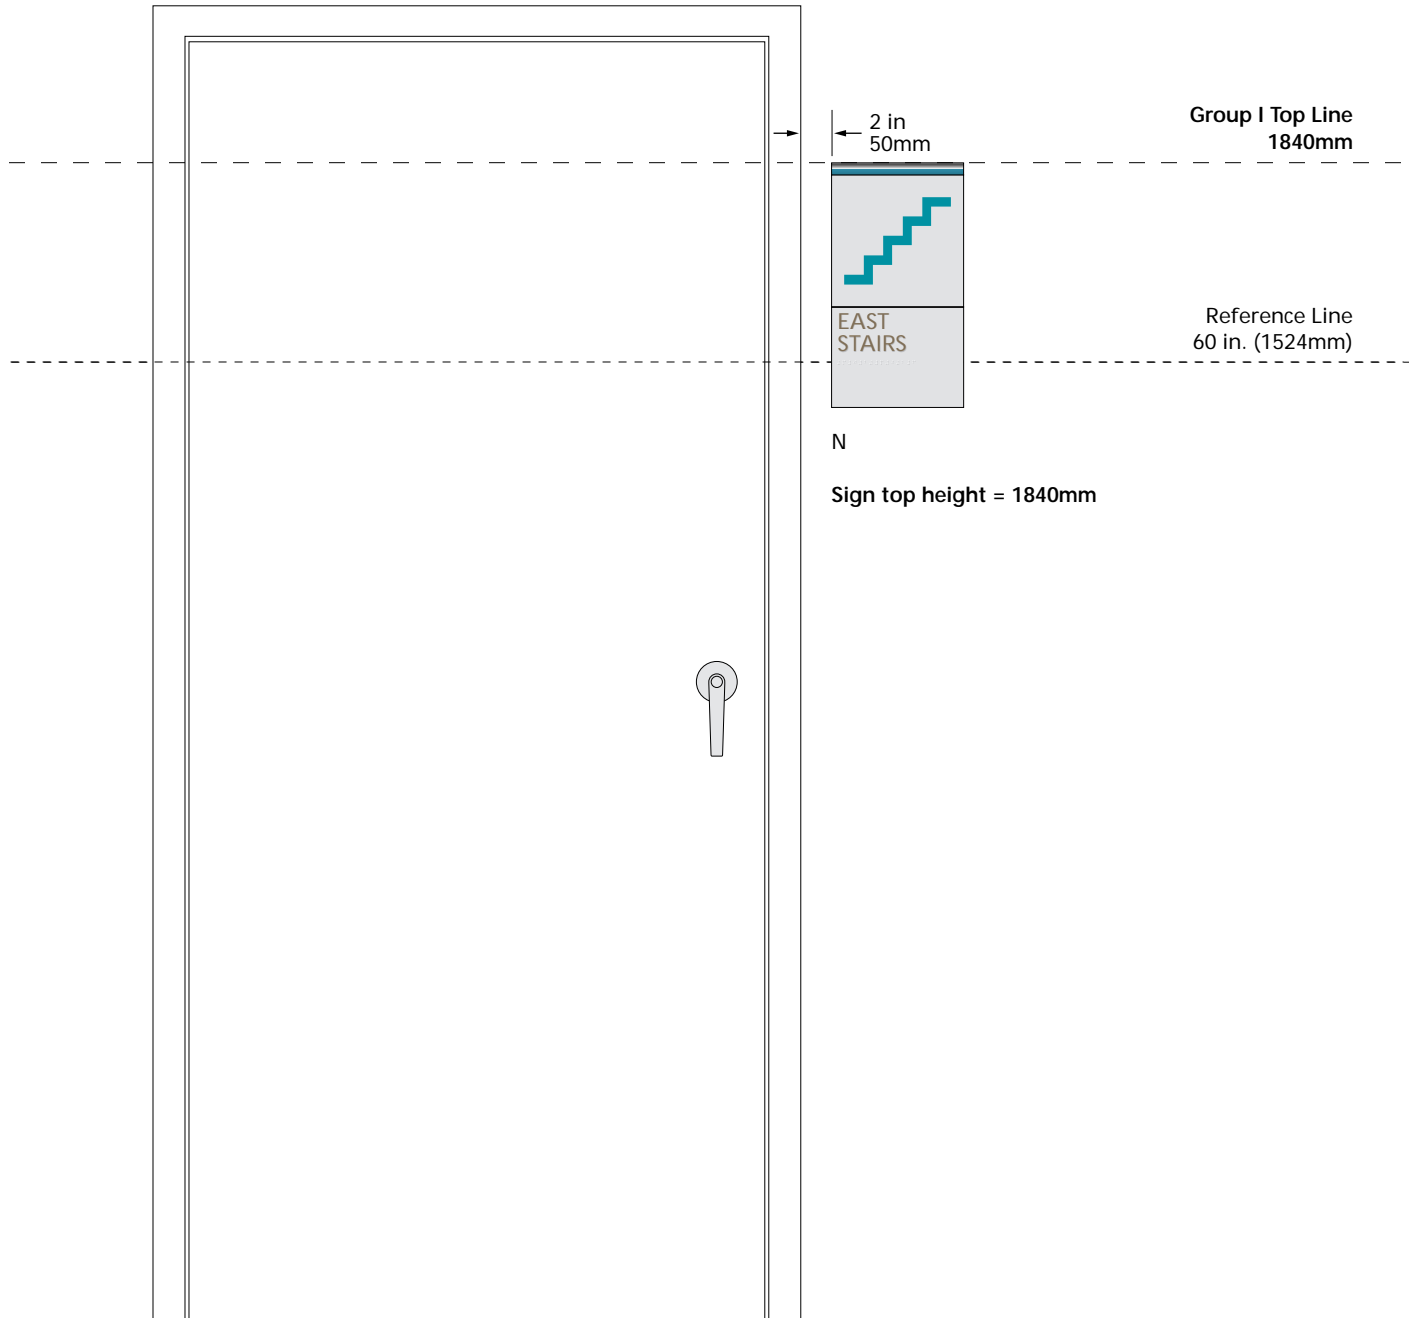 2 in
50mm
Group I Top Line
1840mm
EAST
STAIRS
Reference Line
60 in. (1524mm)
N
Sign top height = 1840mm